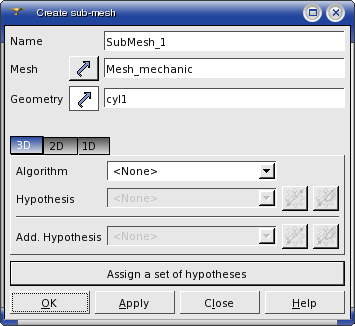 Create sub-mesh
Name SubMesh_1
Mesh Mesh_mechanic
Geometry cyl1
3D 2D 1D
Algorithm <None>
Hypothesis <None>
Add. Hypothesis <None>
Assign a set of hypotheses
OK Apply Close Help